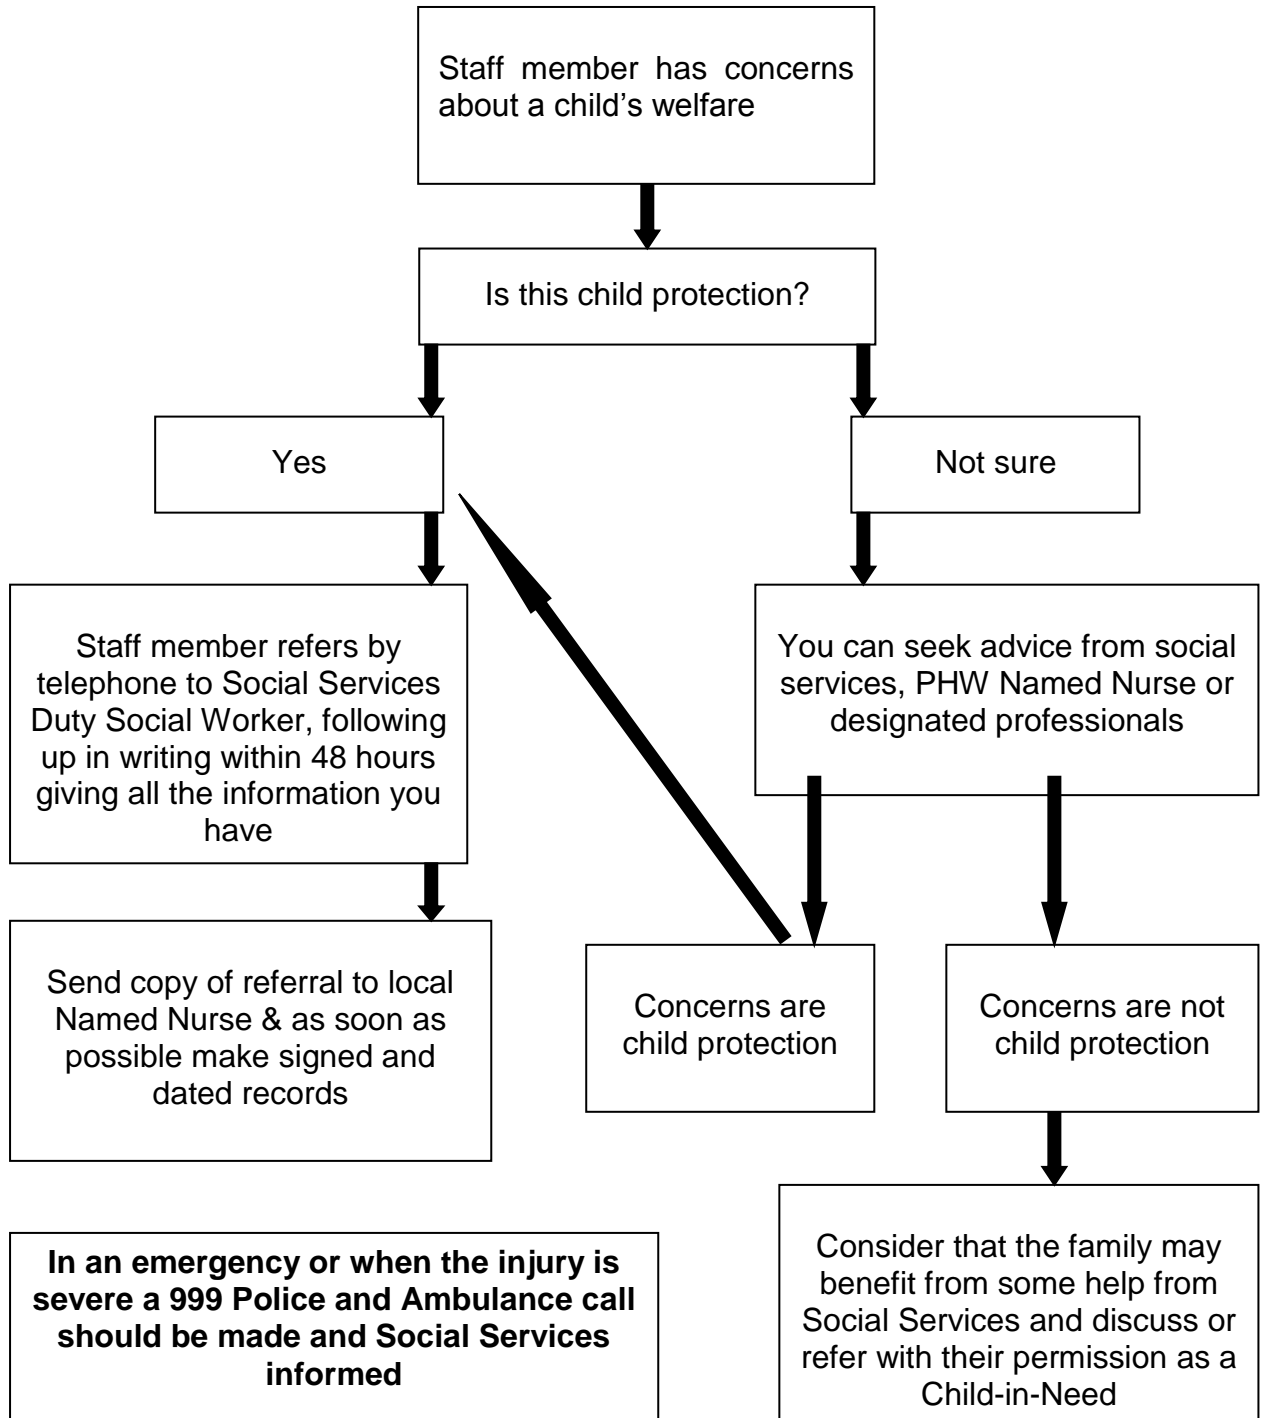 Staff member has concerns
about a child’s welfare
Is this child protection?
Yes
Not sure
Staff member refers by
telephone to Social Services
Duty Social Worker, following
up in writing within 48 hours
giving all the information you
have
You can seek advice from social
services, PHW Named Nurse or
designated professionals
Send copy of referral to local
Named Nurse & as soon as
possible make signed and
dated records
Concerns are
child protection
Concerns are not
child protection
In an emergency or when the injury is
severe a 999 Police and Ambulance call
should be made and Social Services
informed
Consider that the family may
benefit from some help from
Social Services and discuss or
refer with their permission as a
Child-in-Need